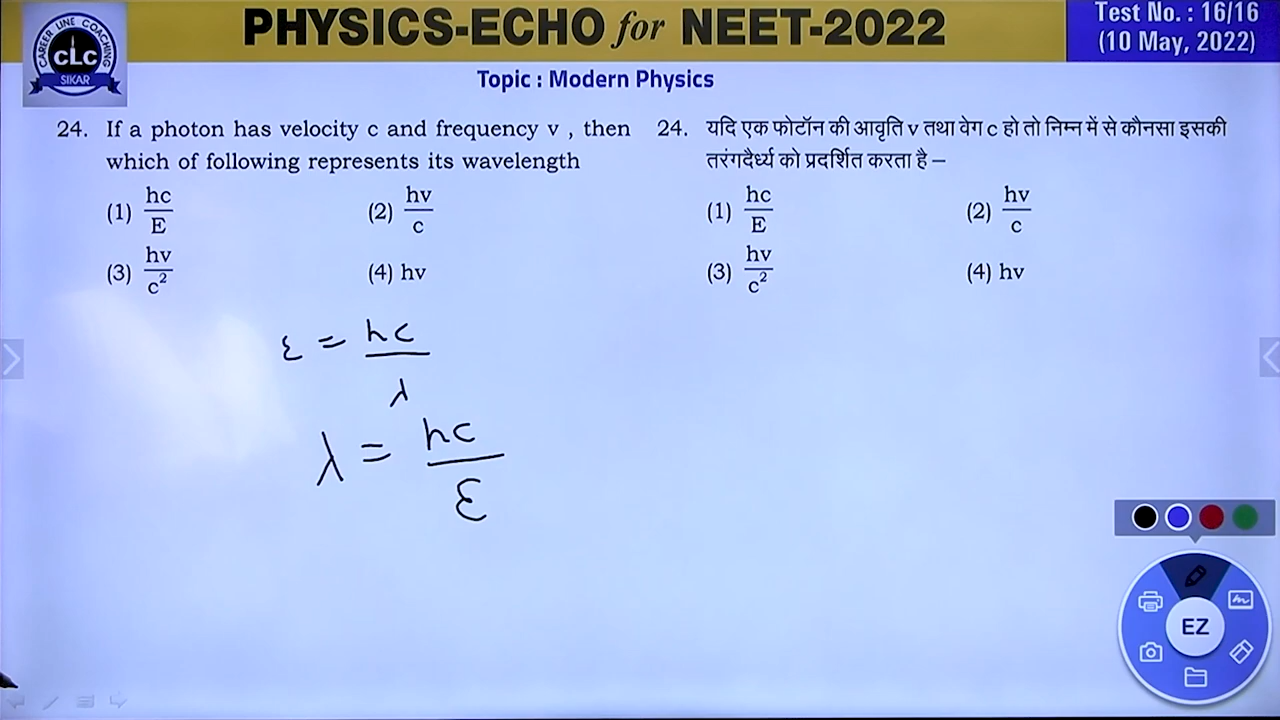 PHYSICS-ECHO for NEET-2022
Test No. : 16/16
(10 May, 2022)
CAREER LINE COACHING
CLC
SIKAR
Topic : Modern Physics
24. If a photon has velocity c and frequency v , then
which of following represents its wavelength
(1) hc/E (2) hv/c
(3) hv/c² (4) hv
24. यदि एक फोटॉन की आवृति v तथा वेग c हो तो निम्न में से कौनसा इसकी
तरंगदैर्ध्य को प्रदर्शित करता है –
(1) hc/E (2) hv/c
(3) hv/c² (4) hv
ε = hc/λ
λ = hc/ε
EZ